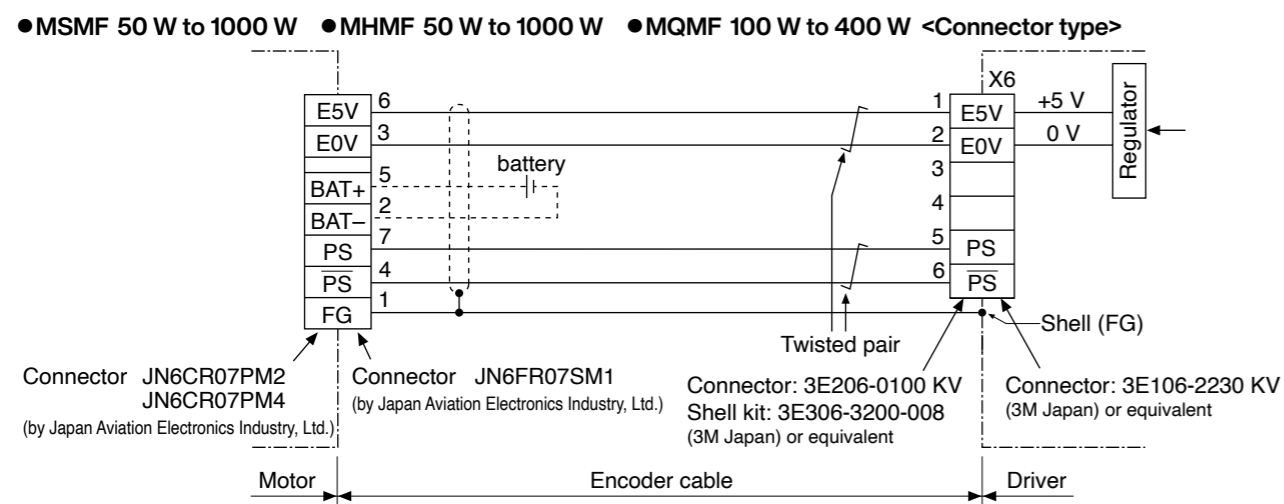 ●MSMF 50 W to 1000 W ●MHMF 50 W to 1000 W ●MQMF 100 W to 400 W <Connector type>
X6
E5V 6 1 E5V +5 V
E0V 3 2 E0V 0 V
Regulator
battery
3
BAT+ 5
4
BAT– 2
PS 7 5 PS
P̅S̅ 4 6 P̅S̅
FG 1
Shell (FG)
Twisted pair
Connector JN6CR07PM2
JN6CR07PM4
(by Japan Aviation Electronics Industry, Ltd.)
Connector JN6FR07SM1
(by Japan Aviation Electronics Industry, Ltd.)
Connector: 3E206-0100 KV
Shell kit: 3E306-3200-008
(3M Japan) or equivalent
Connector: 3E106-2230 KV
(3M Japan) or equivalent
Motor Encoder cable Driver